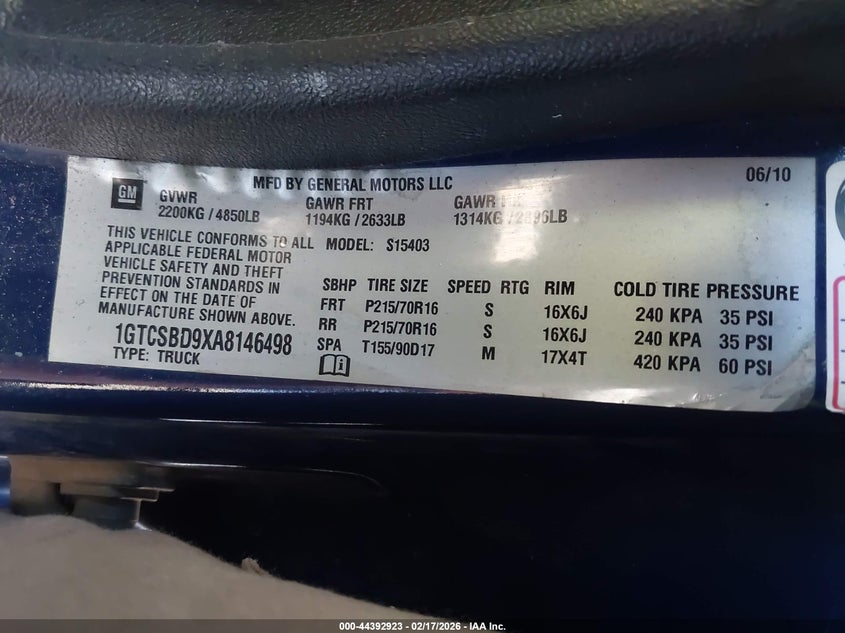 GM
MFD BY GENERAL MOTORS LLC 06/10
GVWR GAWR FRT GAWR
2200KG / 4850LB 1194KG / 2633LB 1314KG / 2896LB
THIS VEHICLE CONFORMS TO ALL MODEL: S15403
APPLICABLE FEDERAL MOTOR
VEHICLE SAFETY AND THEFT
PREVENTION STANDARDS IN
EFFECT ON THE DATE OF
MANUFACTURE SHOWN ABOVE.
1GTCSBD9XA8146498
TYPE: TRUCK
SBHP TIRE SIZE SPEED RTG RIM COLD TIRE PRESSURE
FRT P215/70R16 S 16X6J 240 KPA 35 PSI
RR P215/70R16 S 16X6J 240 KPA 35 PSI
SPA T155/90D17 M 17X4T 420 KPA 60 PSI
000-44392923 — 02/17/2026 — IAA Inc.